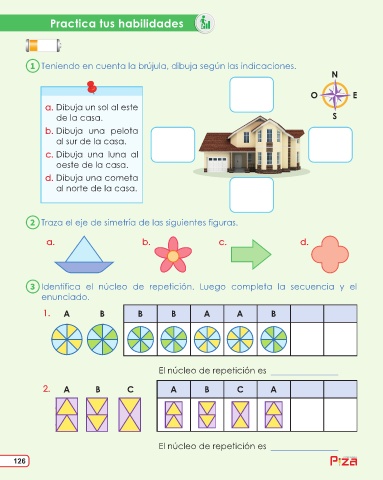 Practica tus habilidades
1 Teniendo en cuenta la brújula, dibuja según las indicaciones.
N
O E
S
a. Dibuja un sol al este
de la casa.
b. Dibuja una pelota
al sur de la casa.
c. Dibuja una luna al
oeste de la casa.
d. Dibuja una cometa
al norte de la casa.
2 Traza el eje de simetría de las siguientes figuras.
a. b. c. d.
3 Identifica el núcleo de repetición. Luego completa la secuencia y el
enunciado.
1. A B B B A A B
El núcleo de repetición es
2. A B C A B C A
El núcleo de repetición es
126
Piza